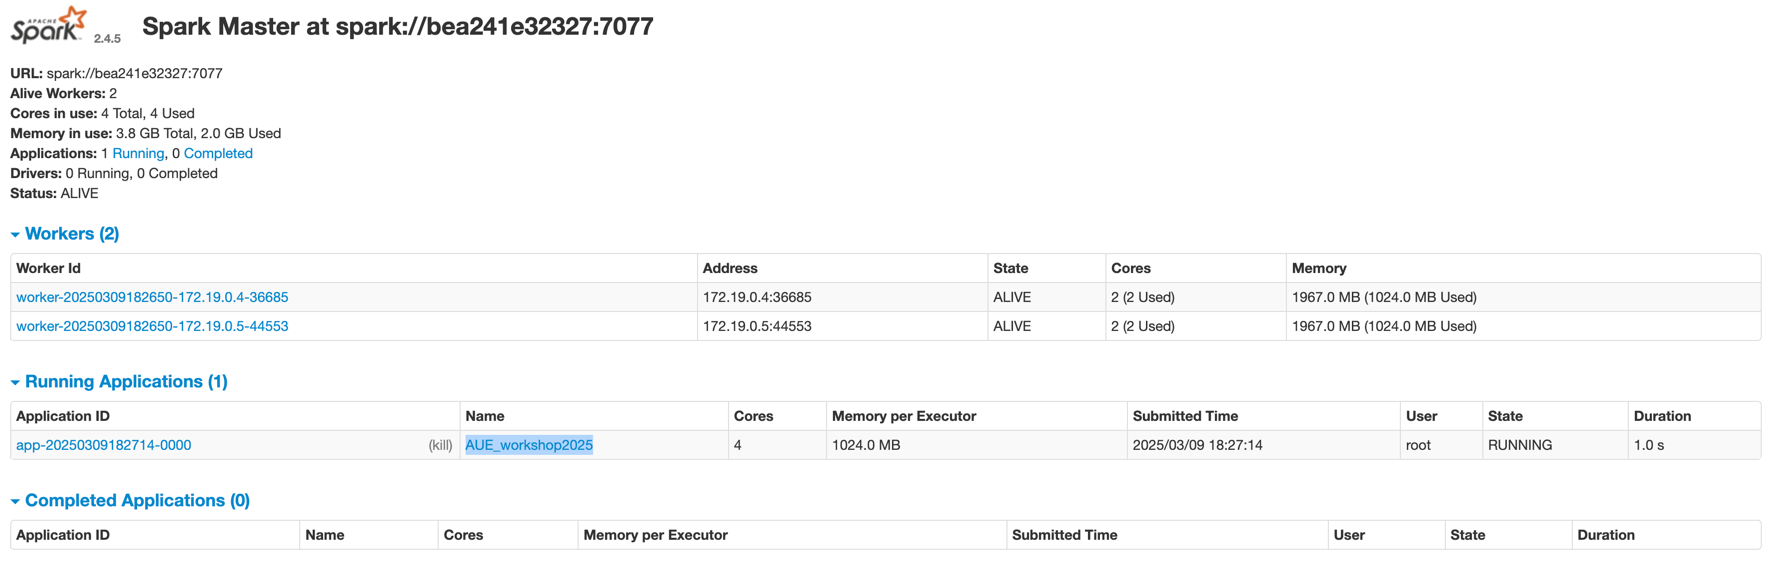 APACHE Spark 2.4.5 Spark Master at spark://bea241e32327:7077
URL: spark://bea241e32327:7077
Alive Workers: 2
Cores in use: 4 Total, 4 Used
Memory in use: 3.8 GB Total, 2.0 GB Used
Applications: 1 Running, 0 Completed
Drivers: 0 Running, 0 Completed
Status: ALIVE
Workers (2)
Worker Id Address State Cores Memory
worker-20250309182650-172.19.0.4-36685 172.19.0.4:36685 ALIVE 2 (2 Used) 1967.0 MB (1024.0 MB Used)
worker-20250309182650-172.19.0.5-44553 172.19.0.5:44553 ALIVE 2 (2 Used) 1967.0 MB (1024.0 MB Used)
Running Applications (1)
Application ID Name Cores Memory per Executor Submitted Time User State Duration
app-20250309182714-0000 (kill) AUE_workshop2025 4 1024.0 MB 2025/03/09 18:27:14 root RUNNING 1.0 s
Completed Applications (0)
Application ID Name Cores Memory per Executor Submitted Time User State Duration